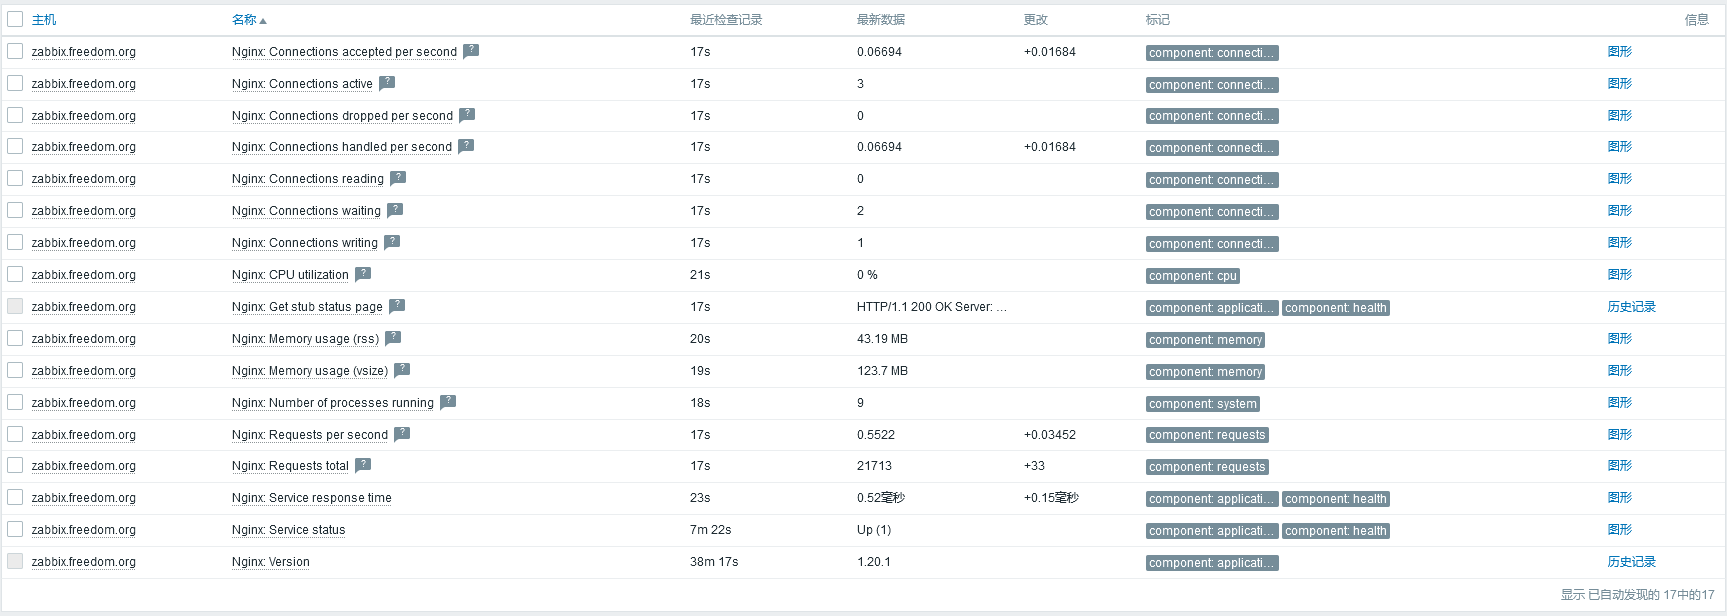 主机 名称 最近检查记录 最新数据 更改 标记 信息
zabbix.freedom.org Nginx: Connections accepted per second ? 17s 0.06694 +0.01684 component: connecti... 图形
zabbix.freedom.org Nginx: Connections active ? 17s 3 component: connecti... 图形
zabbix.freedom.org Nginx: Connections dropped per second ? 17s 0 component: connecti... 图形
zabbix.freedom.org Nginx: Connections handled per second ? 17s 0.06694 +0.01684 component: connecti... 图形
zabbix.freedom.org Nginx: Connections reading ? 17s 0 component: connecti... 图形
zabbix.freedom.org Nginx: Connections waiting ? 17s 2 component: connecti... 图形
zabbix.freedom.org Nginx: Connections writing ? 17s 1 component: connecti... 图形
zabbix.freedom.org Nginx: CPU utilization ? 21s 0 % component: cpu 图形
zabbix.freedom.org Nginx: Get stub status page ? 17s HTTP/1.1 200 OK Server: ... component: applicati... component: health 历史记录
zabbix.freedom.org Nginx: Memory usage (rss) ? 20s 43.19 MB component: memory 图形
zabbix.freedom.org Nginx: Memory usage (vsize) ? 19s 123.7 MB component: memory 图形
zabbix.freedom.org Nginx: Number of processes running ? 18s 9 component: system 图形
zabbix.freedom.org Nginx: Requests per second ? 17s 0.5522 +0.03452 component: requests 图形
zabbix.freedom.org Nginx: Requests total ? 17s 21713 +33 component: requests 图形
zabbix.freedom.org Nginx: Service response time 23s 0.52毫秒 +0.15毫秒 component: applicati... component: health 图形
zabbix.freedom.org Nginx: Service status 7m 22s Up (1) component: applicati... component: health 图形
zabbix.freedom.org Nginx: Version 38m 17s 1.20.1 component: applicati... 历史记录
显示 已自动发现的 17中的17